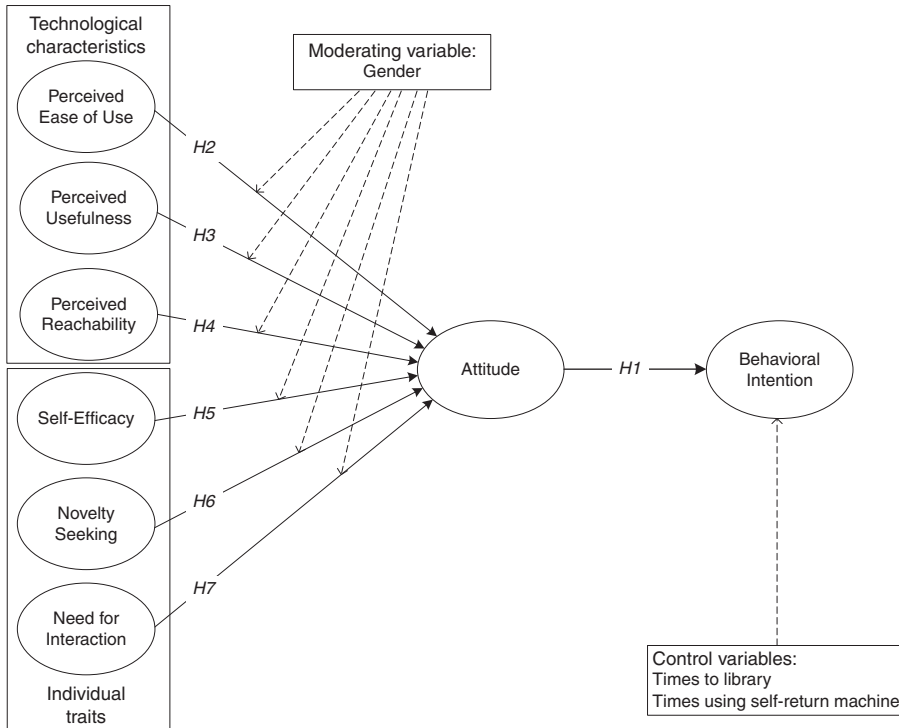 Technological
characteristics
Perceived
Ease of Use
Perceived
Usefulness
Perceived
Reachability
Self-Efficacy
Novelty
Seeking
Need for
Interaction
Individual
traits
Moderating variable:
Gender
H2
H3
H4
H5
H6
H7
Attitude
H1
Behavioral
Intention
Control variables:
Times to library
Times using self-return machine